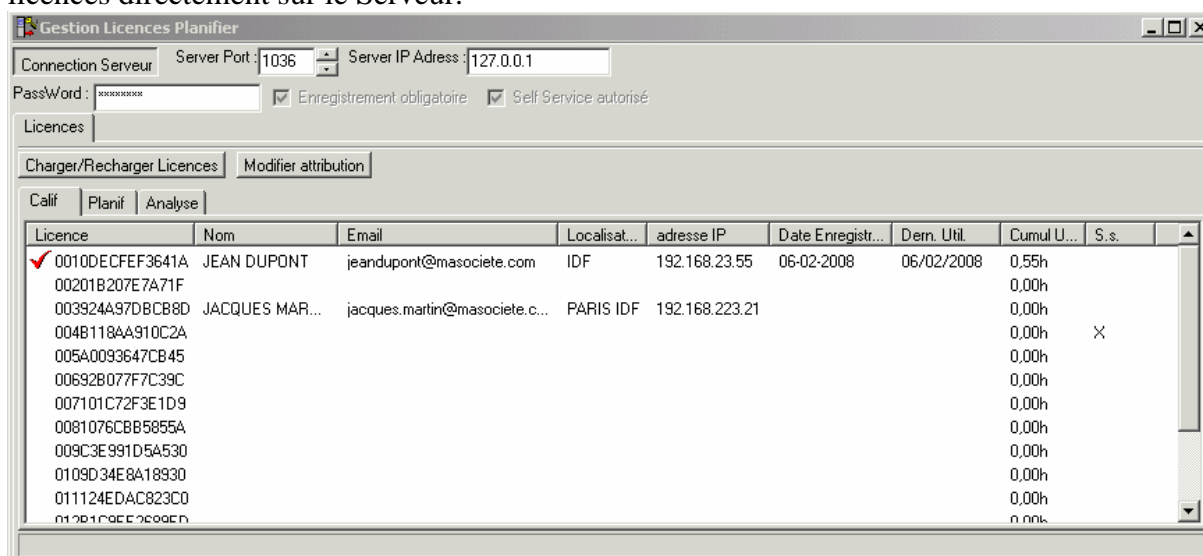 licences directement sur le Serveur.
Gestion Licences Planifier
Connection Serveur Server Port : 1036 Server IP Adress : 127.0.0.1
PassWord : xxxxxxxx Enregistrement obligatoire Self Service autorisé
Licences
Charger/Recharger Licences Modifier attribution
Calif Planif Analyse
Licence Nom Email Localisat... adresse IP Date Enregistr... Dern. Util. Cumul U... S.s.
0010DECFEF3641A JEAN DUPONT jeandupont@masociete.com IDF 192.168.23.55 06-02-2008 06/02/2008 0,55h
00201B207E7A71F 0,00h
003924A97DBCB8D JACQUES MAR... jacques.martin@masociete.c... PARIS IDF 192.168.223.21 0,00h
004B118AA910C2A 0,00h X
005A0093647CB45 0,00h
00692B077F7C39C 0,00h
007101C72F3E1D9 0,00h
0081076CBB5855A 0,00h
009C3E991D5A530 0,00h
0109D34E8A18930 0,00h
011124EDAC823C0 0,00h
0,00h